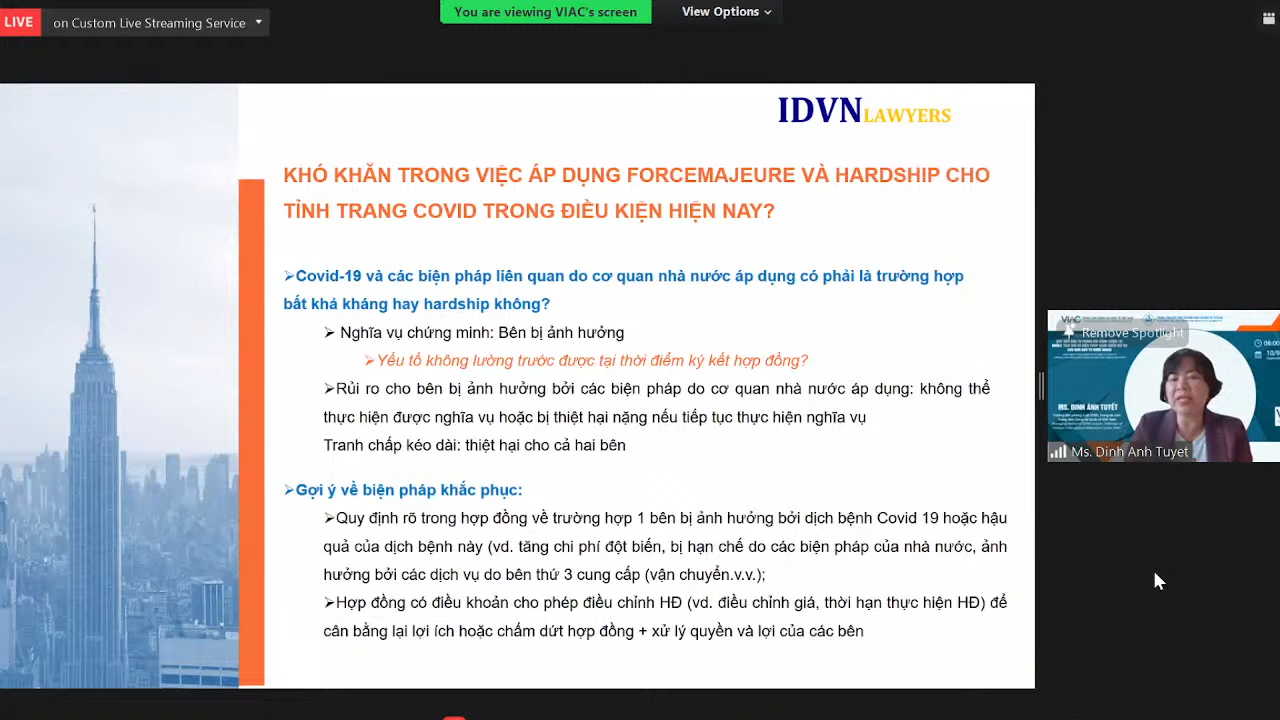 LIVE
on Custom Live Streaming Service
You are viewing VIAC's screen
View Options
IDVN LAWYERS
KHÓ KHĂN TRONG VIỆC ÁP DỤNG FORCEMAJEURE VÀ HARDSHIP CHO
TỈNH TRANG COVID TRONG ĐIỀU KIỆN HIỆN NAY?
➢Covid-19 và các biện pháp liên quan do cơ quan nhà nước áp dụng có phải là trường hợp
bất khả kháng hay hardship không?
➢ Nghĩa vụ chứng minh: Bên bị ảnh hưởng
➢Yếu tố không lường trước được tại thời điểm ký kết hợp đồng?
➢Rủi ro cho bên bị ảnh hưởng bởi các biện pháp do cơ quan nhà nước áp dụng: không thể
thực hiện được nghĩa vụ hoặc bị thiệt hại nặng nếu tiếp tục thực hiện nghĩa vụ
Tranh chấp kéo dài: thiệt hại cho cả hai bên
➢Gợi ý về biện pháp khắc phục:
➢Quy định rõ trong hợp đồng về trường hợp 1 bên bị ảnh hưởng bởi dịch bệnh Covid 19 hoặc hậu
quả của dịch bệnh này (vd. tăng chi phí đột biến, bị hạn chế do các biện pháp của nhà nước, ảnh
hưởng bởi các dịch vụ do bên thứ 3 cung cấp (vận chuyển.v.v.);
➢Hợp đồng có điều khoản cho phép điều chỉnh HĐ (vd. điều chỉnh giá, thời hạn thực hiện HĐ) để
cân bằng lại lợi ích hoặc chấm dứt hợp đồng + xử lý quyền và lợi của các bên
VIAC
Remove Spotlight
MS. ĐINH ÁNH TUYẾT
Ms. Dinh Anh Tuyet